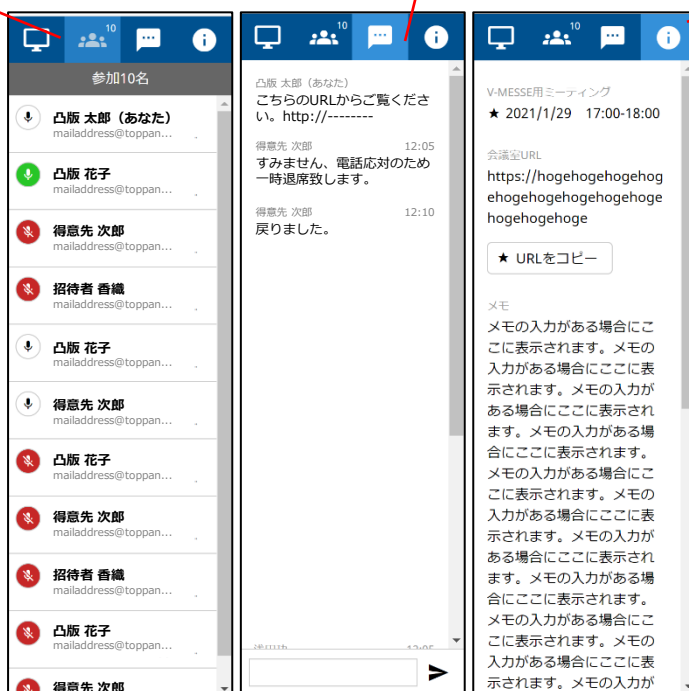 10
参加10名
凸版 太郎（あなた）
mailaddress@toppan...
凸版 花子
mailaddress@toppan...
得意先 次郎
mailaddress@toppan...
招待者 香織
mailaddress@toppan...
凸版 花子
mailaddress@toppan...
得意先 次郎
mailaddress@toppan...
凸版 花子
mailaddress@toppan...
得意先 次郎
mailaddress@toppan...
招待者 香織
mailaddress@toppan...
凸版 花子
mailaddress@toppan...
得意先 次郎
10
凸版 太郎（あなた）
こちらのURLからご覧くださ
い。http://--------
得意先 次郎 12:05
すみません、電話応対のため
一時退席致します。
得意先 次郎 12:10
戻りました。
10
V-MESSE用ミーティング
★ 2021/1/29 17:00-18:00
会議室URL
https://hogehogehogehog
ehogehogehogehogehoge
hogehogehoge
★ URLをコピー
メモ
メモの入力がある場合にこ
こに表示されます。メモの
入力がある場合にここに表
示されます。メモの入力が
ある場合にここに表示され
ます。メモの入力がある場
合にここに表示されます。
メモの入力がある場合にこ
こに表示されます。メモの
入力がある場合にここに表
示されます。メモの入力が
ある場合にここに表示され
ます。メモの入力がある場
合にここに表示されます。
メモの入力がある場合にこ
こに表示されます。メモの
入力がある場合にここに表
示されます。メモの入力が